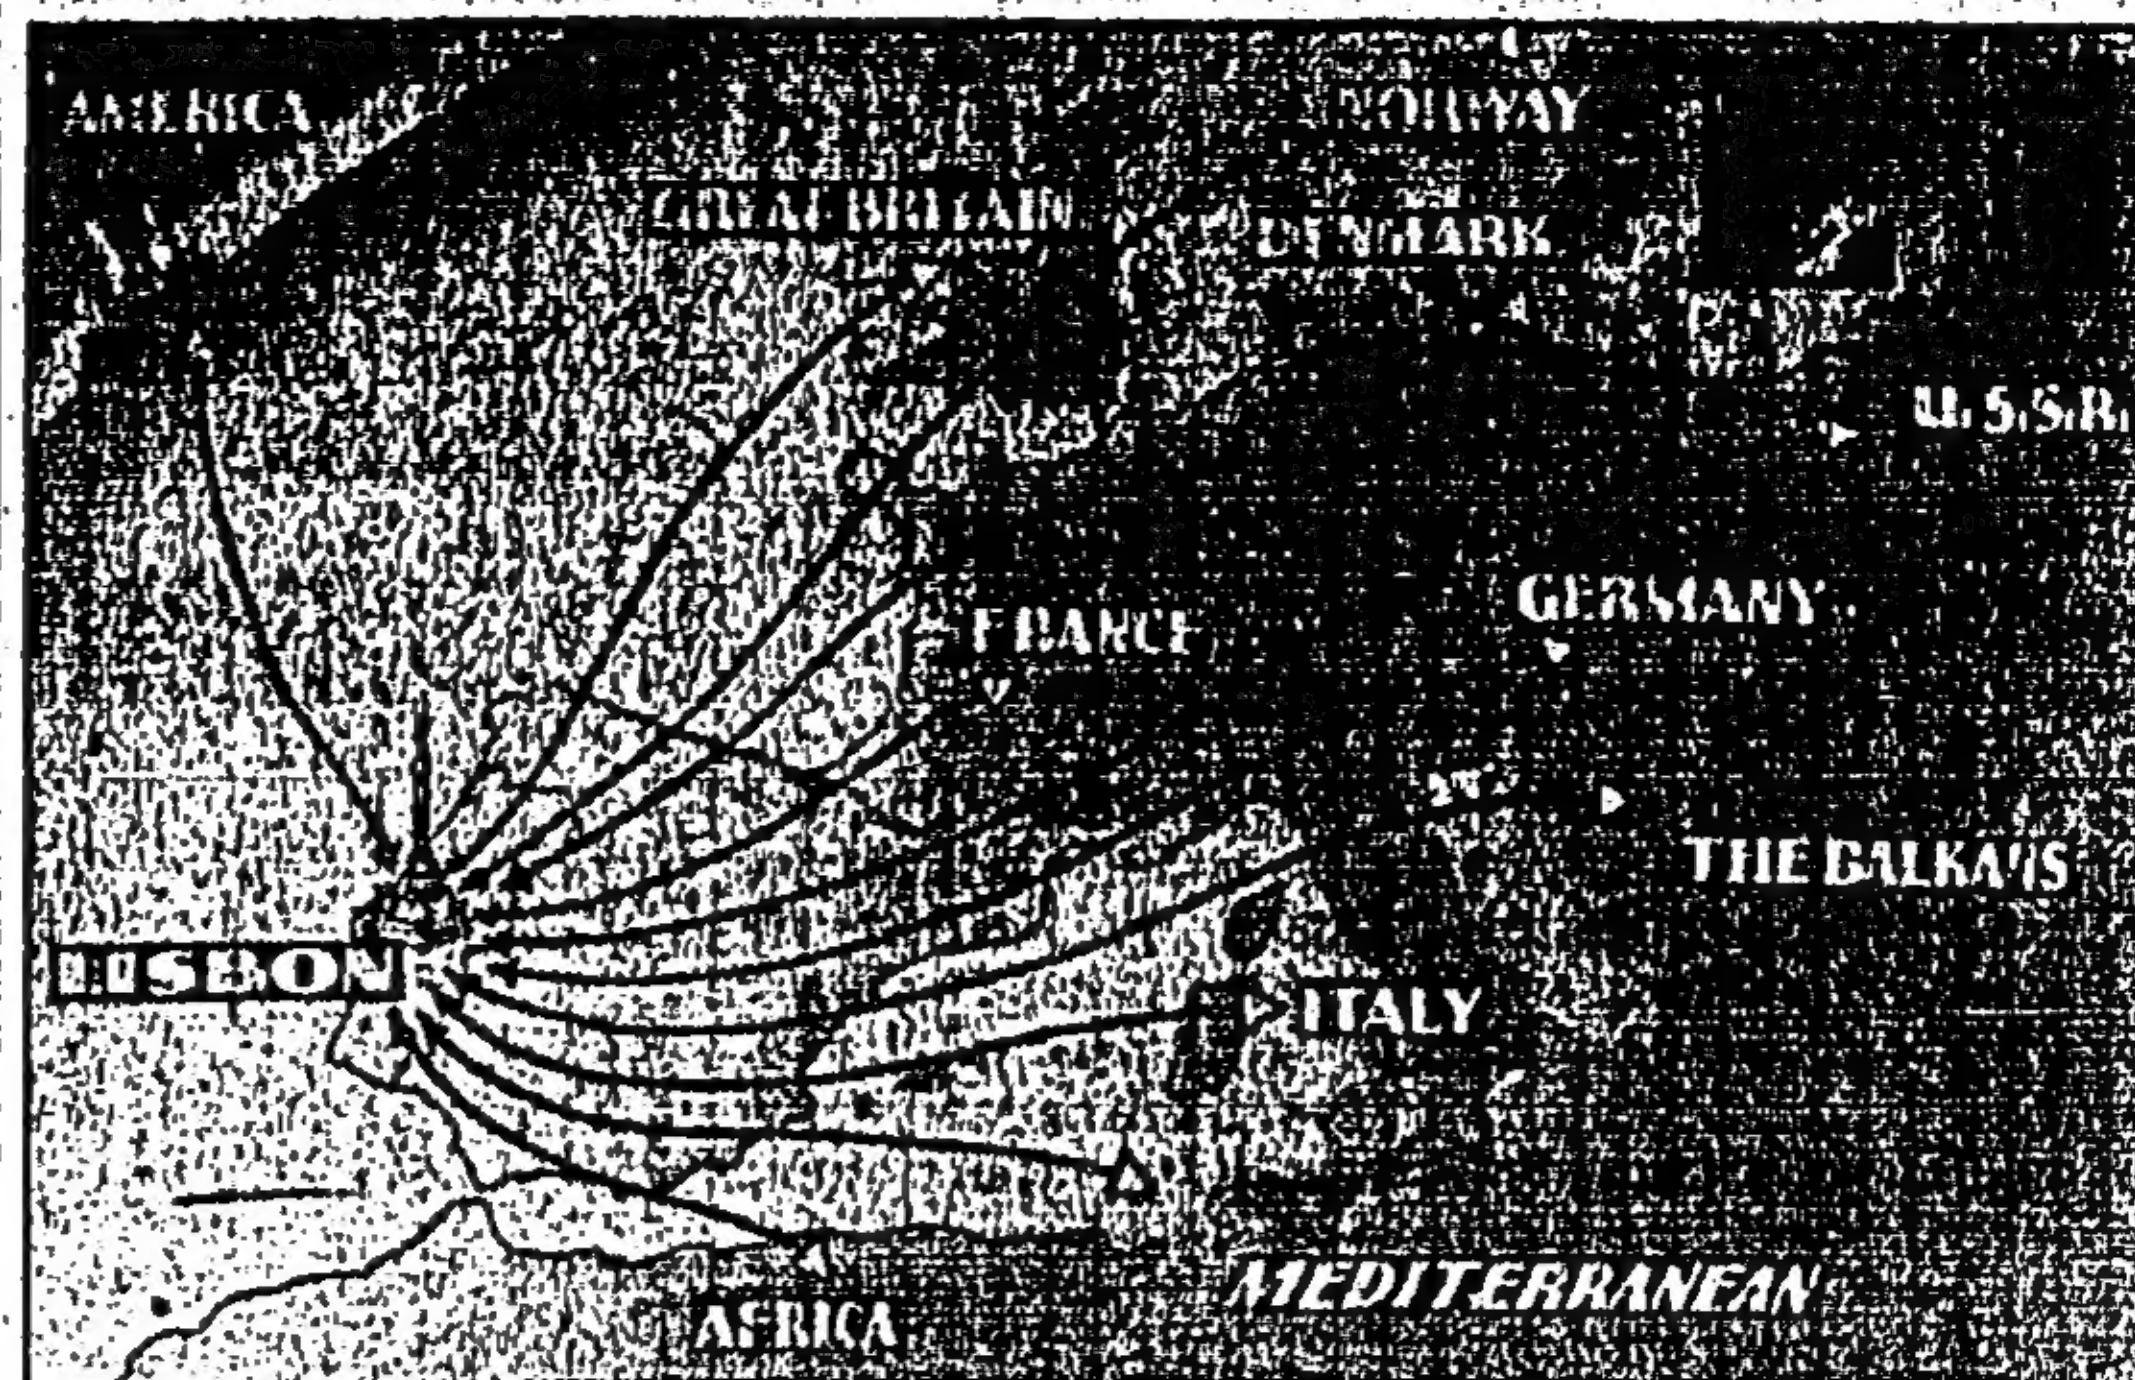 AMERICA
NORWAY
GREAT BRITAIN
DENMARK
U.S.S.R.
GERMANY
FRANCE
THE BALKANS
LISBON
ITALY
MEDITERRANEAN
AFRICA